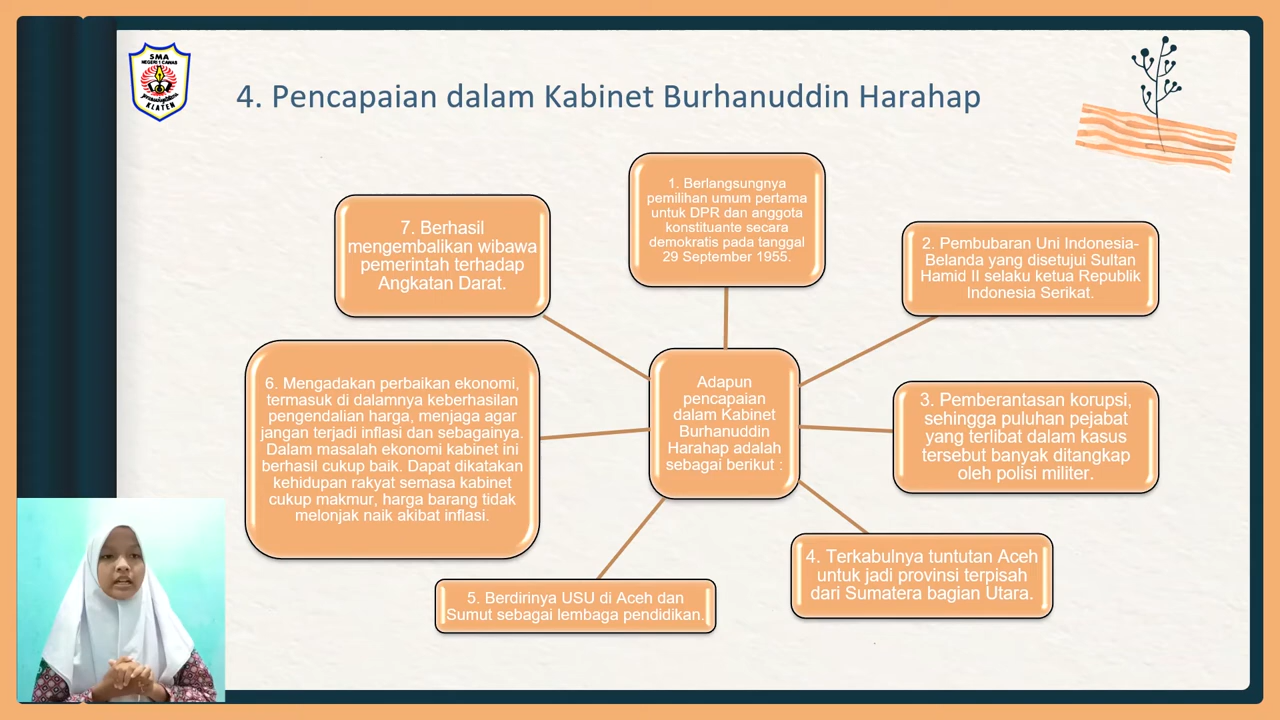 SMA
NEGERI 1 CAWAS
KLATEN
4. Pencapaian dalam Kabinet Burhanuddin Harahap
1. Berlangsungnya
pemilihan umum pertama
untuk DPR dan anggota
konstituante secara
demokratis pada tanggal
29 September 1955.
2. Pembubaran Uni Indonesia-
Belanda yang disetujui Sultan
Hamid II selaku ketua Republik
Indonesia Serikat.
3. Pemberantasan korupsi,
sehingga puluhan pejabat
yang terlibat dalam kasus
tersebut banyak ditangkap
oleh polisi militer.
4. Terkabulnya tuntutan Aceh
untuk jadi provinsi terpisah
dari Sumatera bagian Utara.
5. Berdirinya USU di Aceh dan
Sumut sebagai lembaga pendidikan.
6. Mengadakan perbaikan ekonomi,
termasuk di dalamnya keberhasilan
pengendalian harga, menjaga agar
jangan terjadi inflasi dan sebagainya.
Dalam masalah ekonomi kabinet ini
berhasil cukup baik. Dapat dikatakan
kehidupan rakyat semasa kabinet
cukup makmur, harga barang tidak
melonjak naik akibat inflasi.
7. Berhasil
mengembalikan wibawa
pemerintah terhadap
Angkatan Darat.
Adapun
pencapaian
dalam Kabinet
Burhanuddin
Harahap adalah
sebagai berikut :